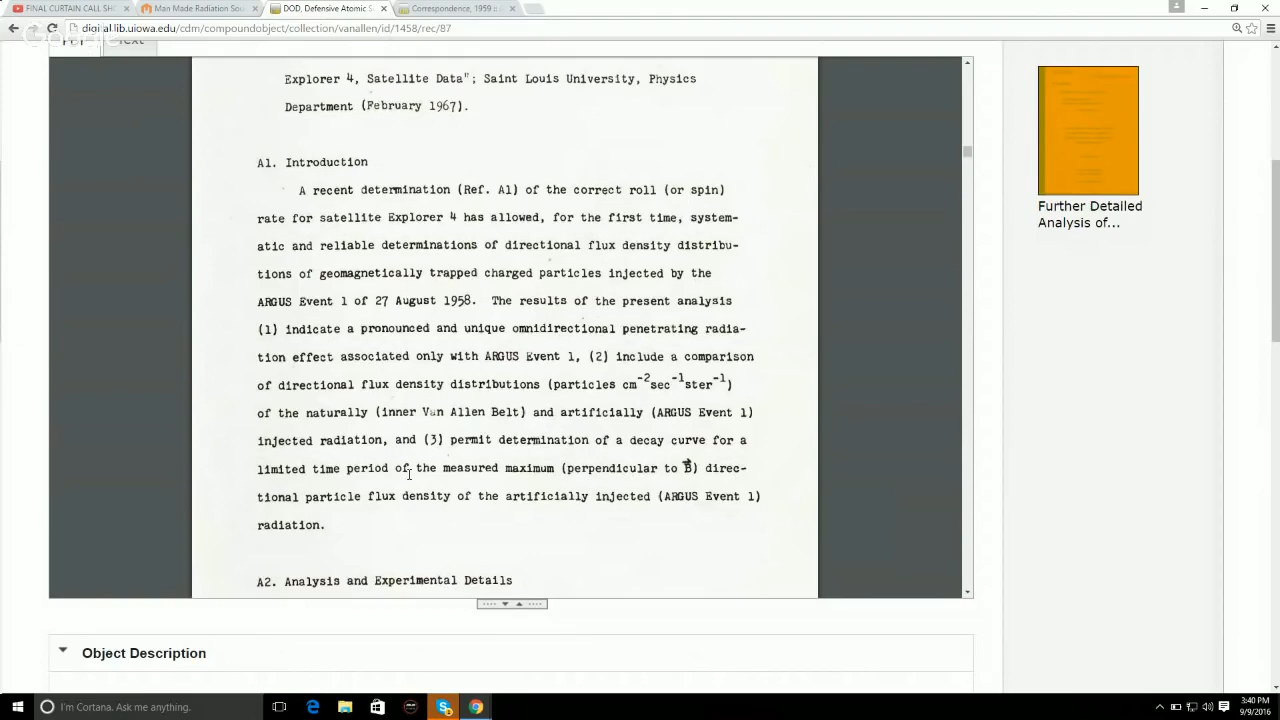 FINAL CURTAIN CALL SH
Man Made Radiation Sou
DOD, Defensive Atomic S
Correspondence, 1959
digital.lib.uiowa.edu/cdm/compoundobject/collection/vanallen/id/1458/rec/87
Explorer 4, Satellite Data"; Saint Louis University, Physics
Department (February 1967).
A1. Introduction
A recent determination (Ref. A1) of the correct roll (or spin)
rate for satellite Explorer 4 has allowed, for the first time, system-
atic and reliable determinations of directional flux density distribu-
tions of geomagnetically trapped charged particles injected by the
ARGUS Event 1 of 27 August 1958. The results of the present analysis
(1) indicate a pronounced and unique omnidirectional penetrating radia-
tion effect associated only with ARGUS Event 1, (2) include a comparison
of directional flux density distributions (particles cm⁻²sec⁻¹ster⁻¹)
of the naturally (inner Van Allen Belt) and artificially (ARGUS Event 1)
injected radiation, and (3) permit determination of a decay curve for a
limited time period of the measured maximum (perpendicular to B⃗) direc-
tional particle flux density of the artificially injected (ARGUS Event 1)
radiation.
A2. Analysis and Experimental Details
Further Detailed
Analysis of...
Object Description
I'm Cortana. Ask me anything.
3:40 PM
9/9/2016